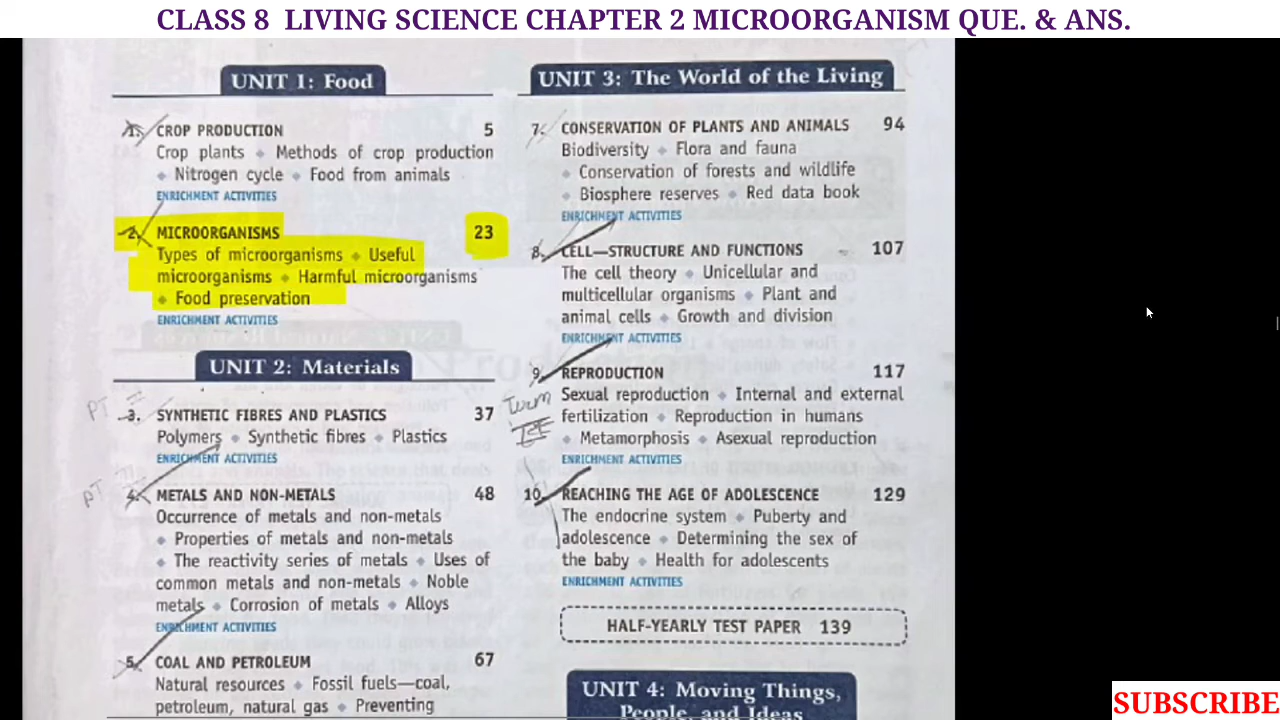 CLASS 8 LIVING SCIENCE CHAPTER 2 MICROORGANISM QUE. & ANS.
UNIT 1: Food
1. CROP PRODUCTION 5
Crop plants ◆ Methods of crop production
◆ Nitrogen cycle ◆ Food from animals
ENRICHMENT ACTIVITIES
2. MICROORGANISMS 23
Types of microorganisms ◆ Useful
microorganisms ◆ Harmful microorganisms
◆ Food preservation
ENRICHMENT ACTIVITIES
UNIT 2: Materials
PT II
3. SYNTHETIC FIBRES AND PLASTICS 37
Polymers ◆ Synthetic fibres ◆ Plastics
ENRICHMENT ACTIVITIES
PT
4. METALS AND NON-METALS 48
Occurrence of metals and non-metals
◆ Properties of metals and non-metals
◆ The reactivity series of metals ◆ Uses of
common metals and non-metals ◆ Noble
metals ◆ Corrosion of metals ◆ Alloys
ENRICHMENT ACTIVITIES
5. COAL AND PETROLEUM 67
Natural resources ◆ Fossil fuels—coal,
petroleum, natural gas ◆ Preventing
UNIT 3: The World of the Living
7. CONSERVATION OF PLANTS AND ANIMALS 94
Biodiversity ◆ Flora and fauna
◆ Conservation of forests and wildlife
◆ Biosphere reserves ◆ Red data book
ENRICHMENT ACTIVITIES
8. CELL—STRUCTURE AND FUNCTIONS 107
The cell theory ◆ Unicellular and
multicellular organisms ◆ Plant and
animal cells ◆ Growth and division
ENRICHMENT ACTIVITIES
9. REPRODUCTION 117
Term
Sexual reproduction ◆ Internal and external
fertilization ◆ Reproduction in humans
◆ Metamorphosis ◆ Asexual reproduction
ENRICHMENT ACTIVITIES
10. REACHING THE AGE OF ADOLESCENCE 129
The endocrine system ◆ Puberty and
adolescence ◆ Determining the sex of
the baby ◆ Health for adolescents
ENRICHMENT ACTIVITIES
HALF-YEARLY TEST PAPER 139
UNIT 4: Moving Things,
People, and Ideas
SUBSCRIBE